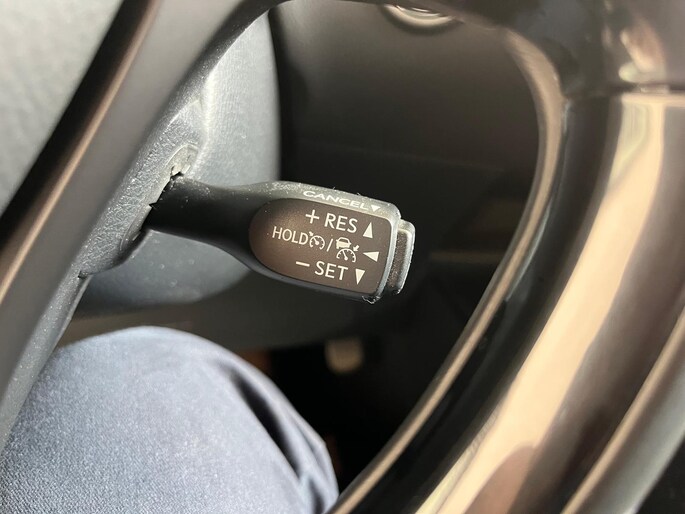 CANCEL▼
+ RES ▲
HOLD / ◀
– SET ▼